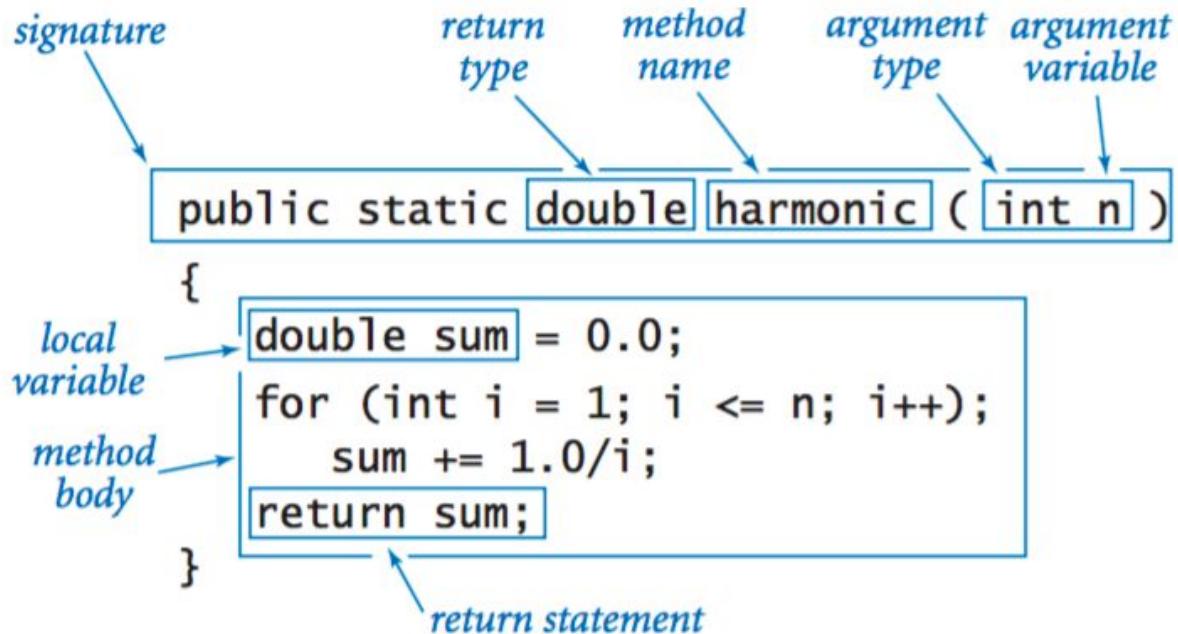 signature
return type
method name
argument type
argument variable
public static double harmonic ( int n )
{
local variable
double sum = 0.0;
for (int i = 1; i <= n; i++);
method body
sum += 1.0/i;
return sum;
}
return statement